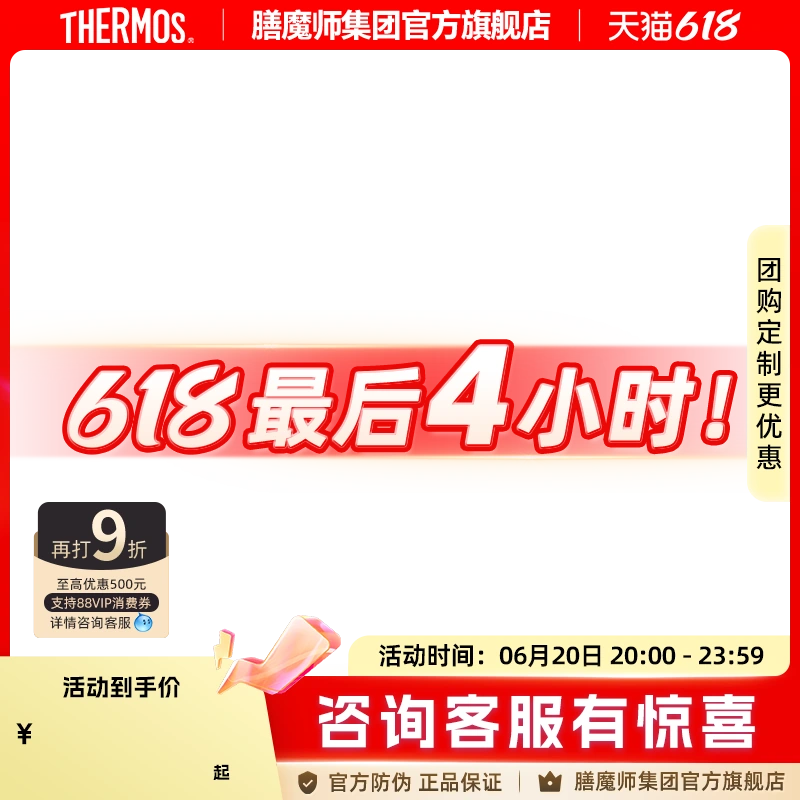 THERMOS | 膳魔师集团官方旗舰店 | 天猫618
团购定制更优惠
618最后4小时!
再打9折
至高优惠500元
支持88VIP消费券
详情咨询客服
活动时间：06月20日 20:00 - 23:59
活动到手价
¥
起
咨询客服有惊喜
官方防伪 正品保证 | 膳魔师集团官方旗舰店